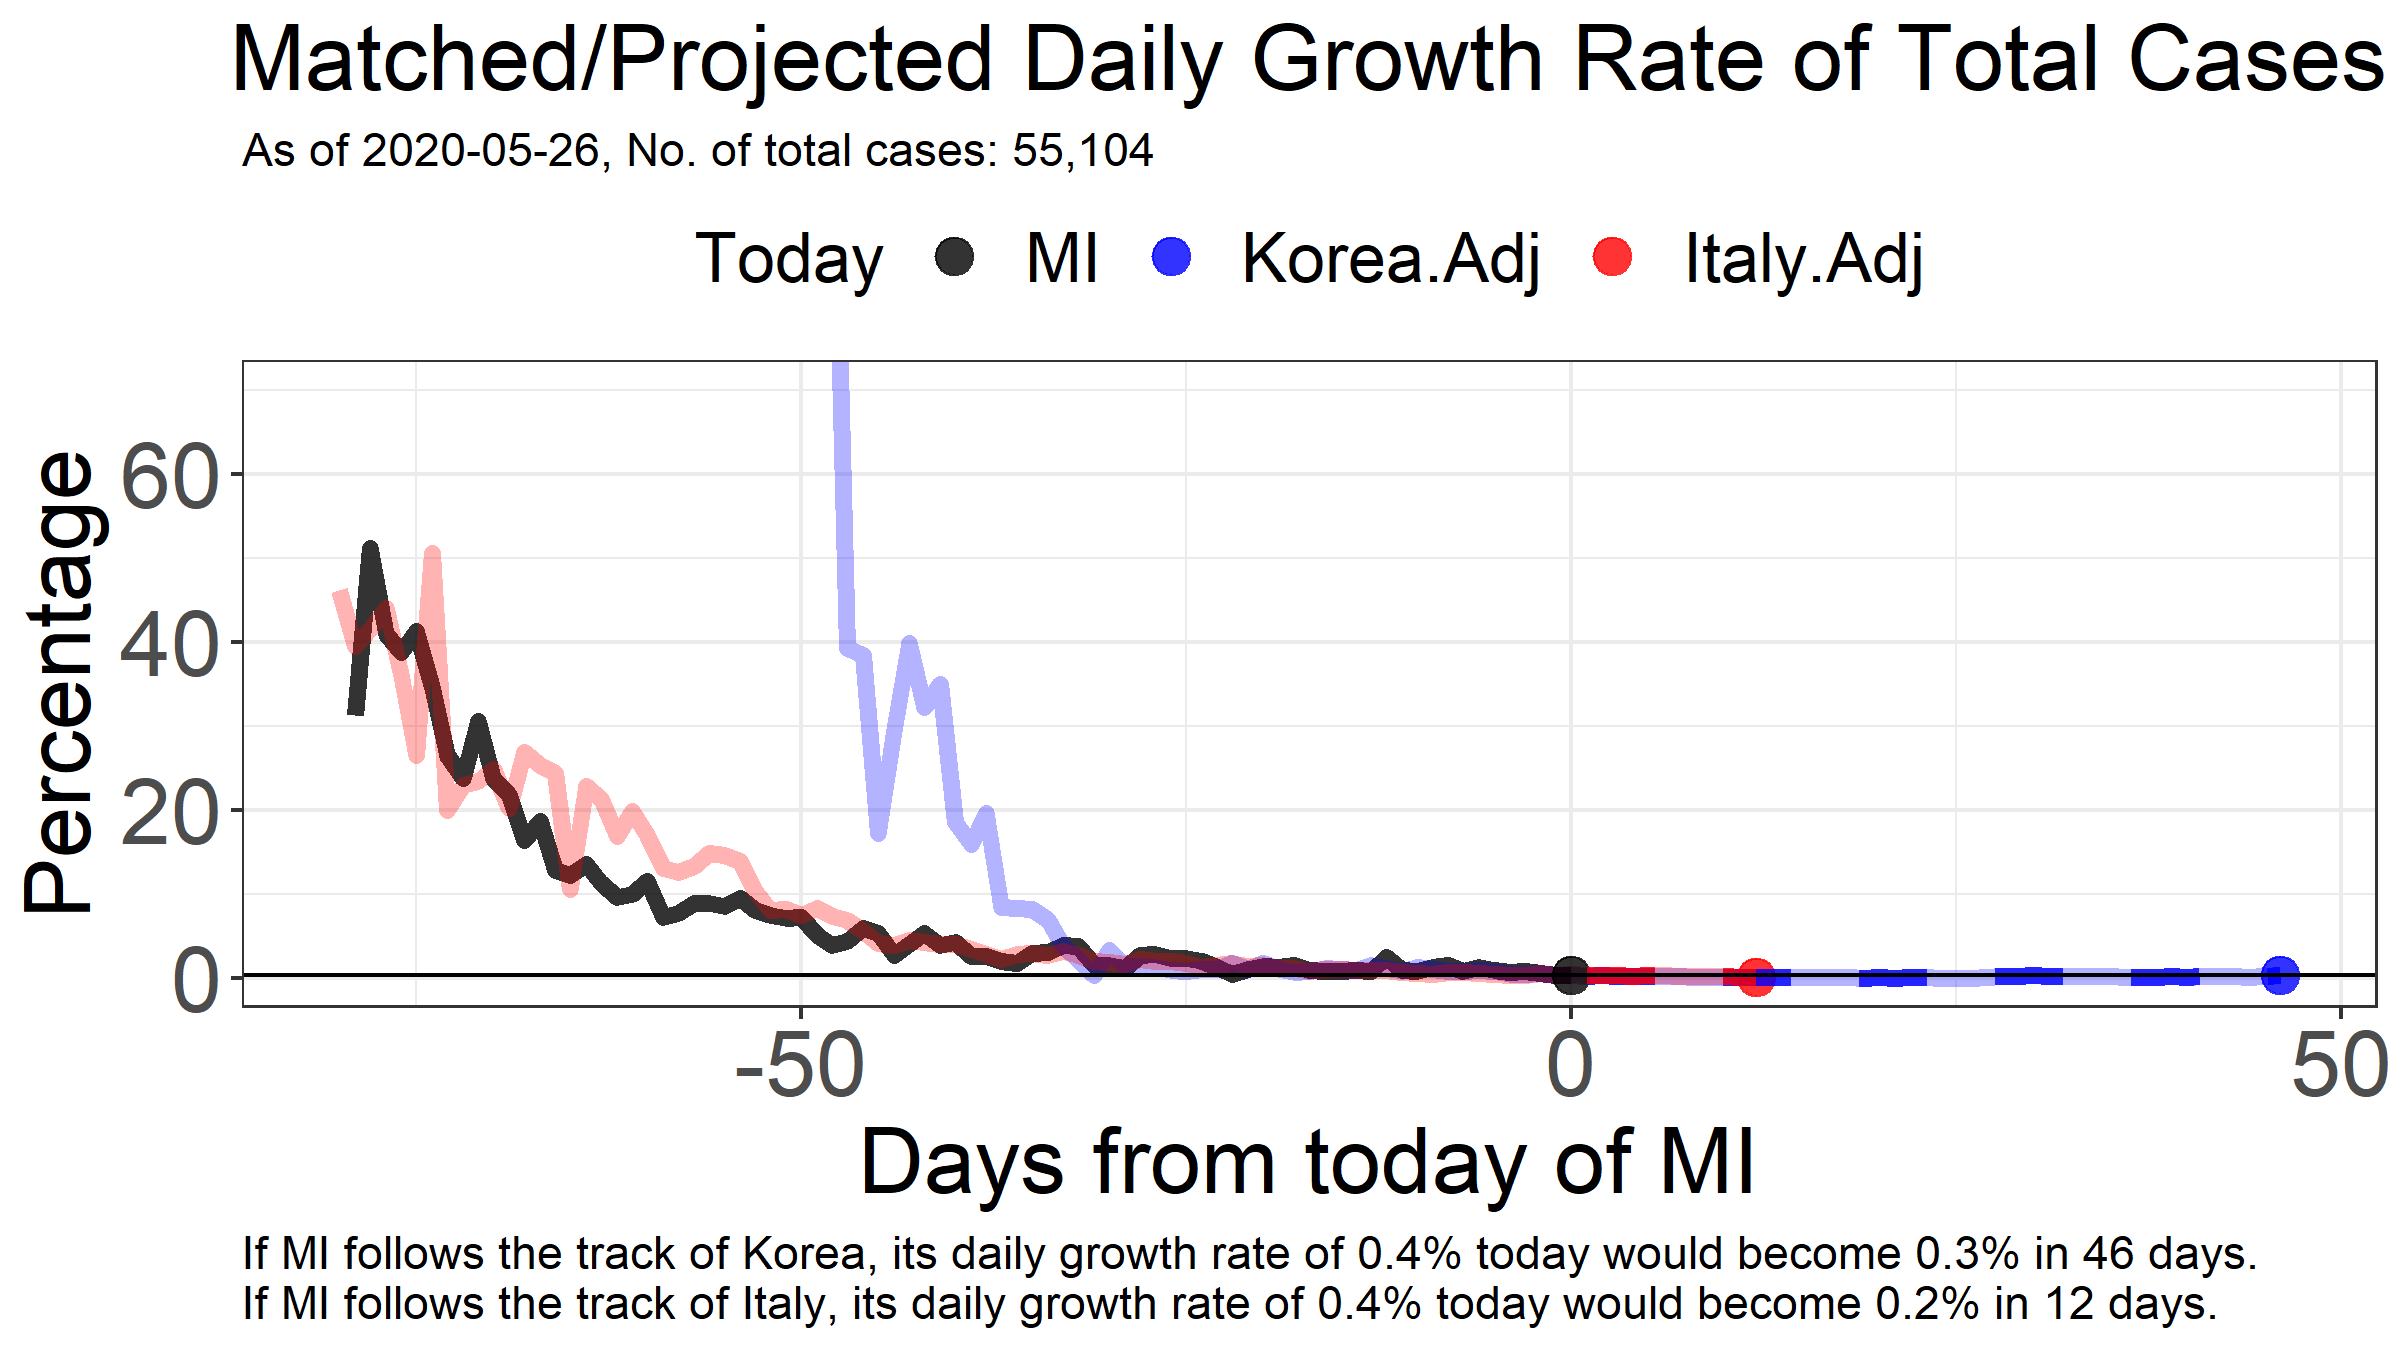 Matched/Projected Daily Growth Rate of Total Cases
As of 2020-05-26, No. of total cases: 55,104
Today MI Korea.Adj Italy.Adj
Percentage
60
40
20
0
-50 0 50
Days from today of MI
If MI follows the track of Korea, its daily growth rate of 0.4% today would become 0.3% in 46 days.
If MI follows the track of Italy, its daily growth rate of 0.4% today would become 0.2% in 12 days.